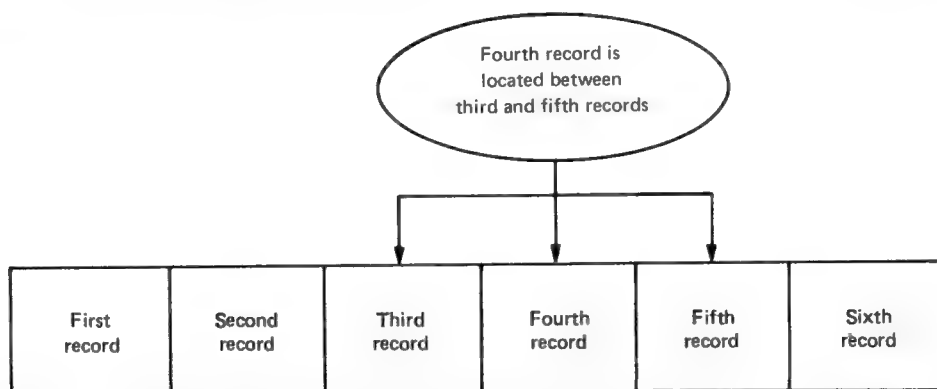 Fourth record is
located between
third and fifth records
First
record
Second
record
Third
record
Fourth
record
Fifth
record
Sixth
record